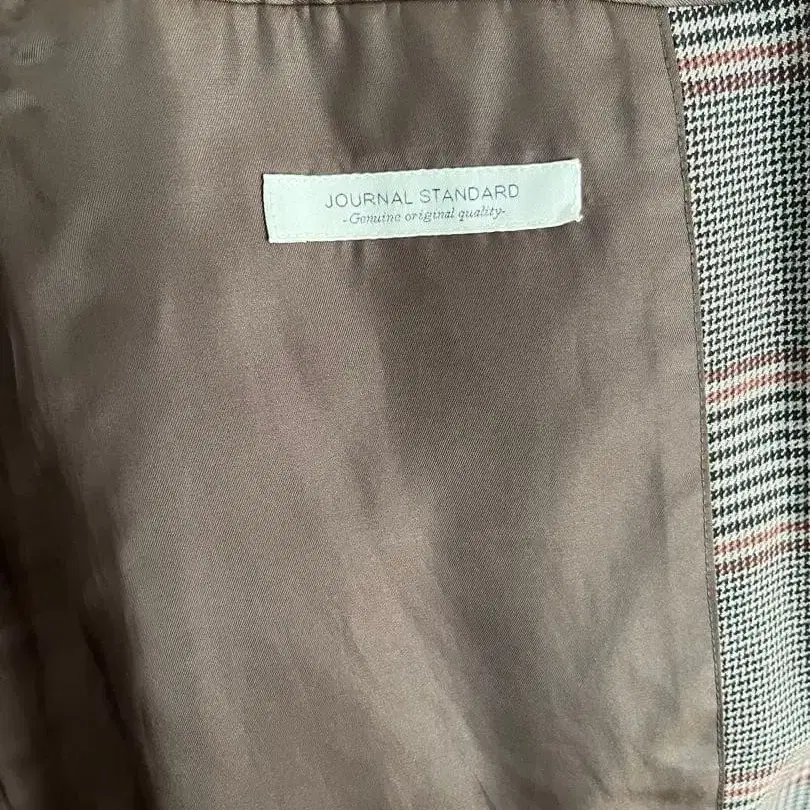 JOURNAL STANDARD
-Genuine original quality-